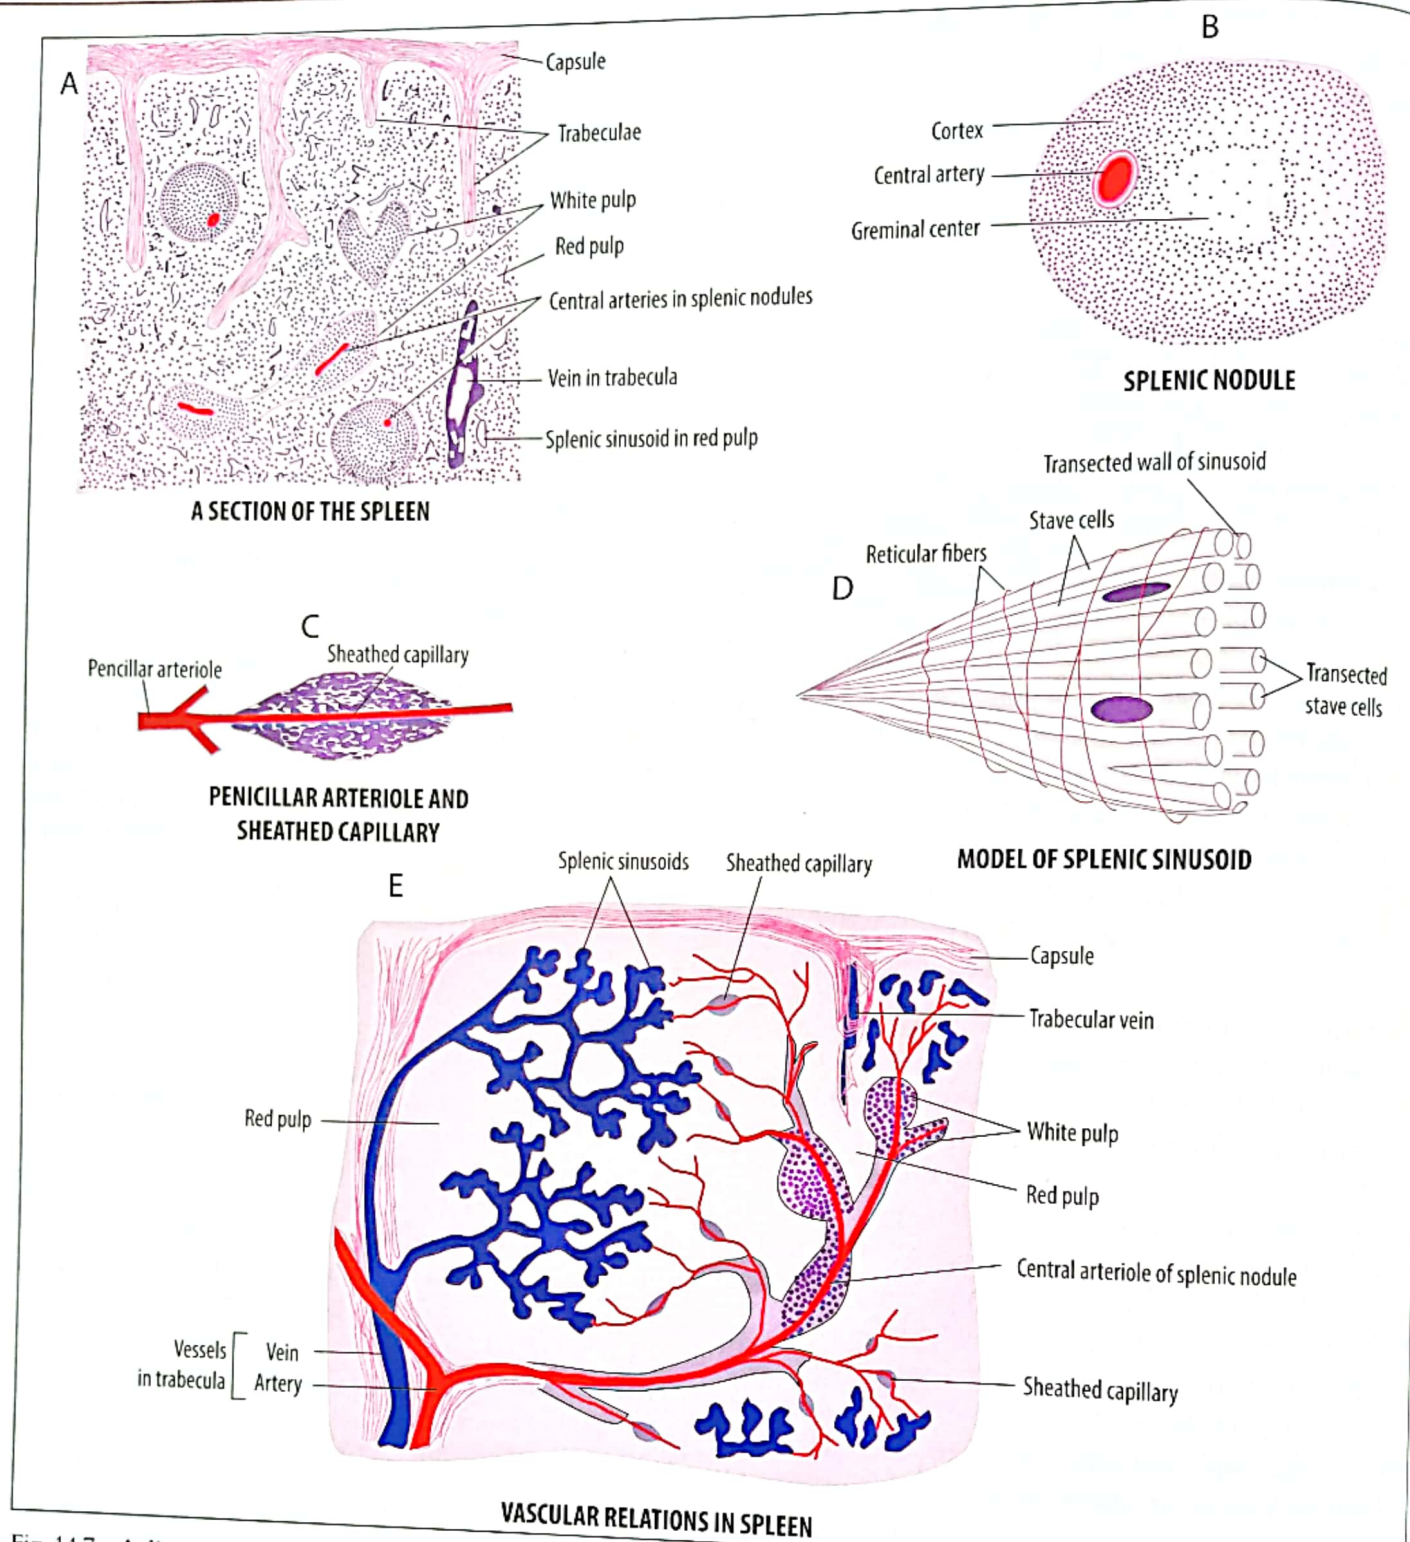 A
Capsule
Trabeculae
White pulp
Red pulp
Central arteries in splenic nodules
Vein in trabecula
Splenic sinusoid in red pulp
A SECTION OF THE SPLEEN
B
Cortex
Central artery
Greminal center
SPLENIC NODULE
C
Pencillar arteriole
Sheathed capillary
PENICILLAR ARTERIOLE AND
SHEATHED CAPILLARY
D
Transected wall of sinusoid
Stave cells
Reticular fibers
Transected
stave cells
MODEL OF SPLENIC SINUSOID
E
Splenic sinusoids
Sheathed capillary
Capsule
Trabecular vein
Red pulp
White pulp
Red pulp
Central arteriole of splenic nodule
Vessels
in trabecula
Vein
Artery
Sheathed capillary
VASCULAR RELATIONS IN SPLEEN